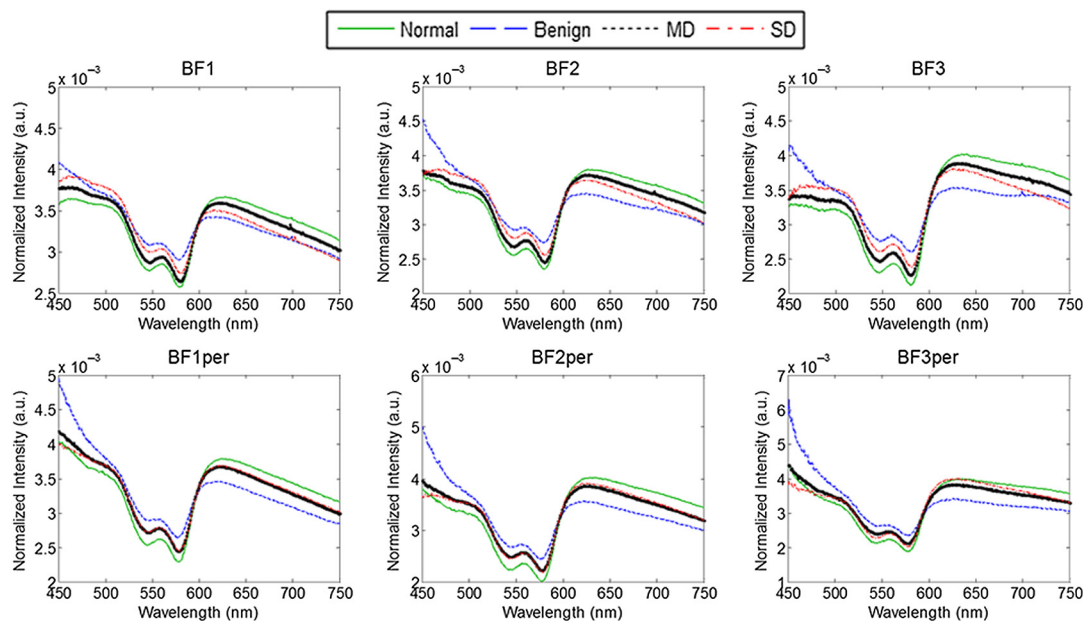 Normal Benign MD SD
BF1 BF2 BF3
x 10⁻³ x 10⁻³ x 10⁻³
5 5 5
4.5 4.5 4.5
4 4 4
3.5 3.5 3.5
3 3 3
2.5 2.5 2.5
2 2
Normalized Intensity (a.u.) Normalized Intensity (a.u.) Normalized Intensity (a.u.)
450 500 550 600 650 700 750 450 500 550 600 650 700 750 450 500 550 600 650 700 750
Wavelength (nm) Wavelength (nm) Wavelength (nm)
BF1per BF2per BF3per
x 10⁻³ x 10⁻³ x 10⁻³
5 6 7
4.5 5 6
4 4 5
3.5 3 4
3 2 3
2.5 2
2 1
Normalized Intensity (a.u.) Normalized Intensity (a.u.) Normalized Intensity (a.u.)
450 500 550 600 650 700 750 450 500 550 600 650 700 750 450 500 550 600 650 700 750
Wavelength (nm) Wavelength (nm) Wavelength (nm)